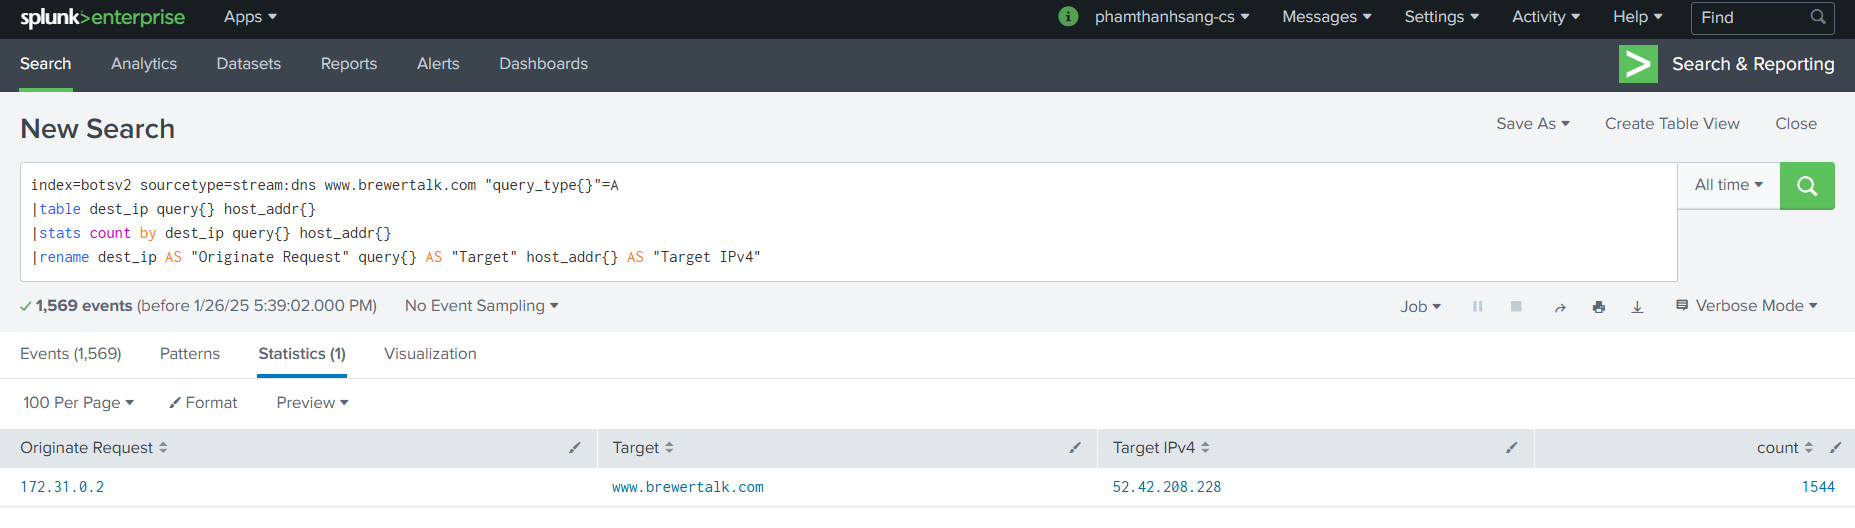 splunk>enterprise Apps phamthanhsang-cs Messages Settings Activity Help Find
Search Analytics Datasets Reports Alerts Dashboards Search & Reporting
New Search Save As Create Table View Close
index=botsv2 sourcetype=stream:dns www.brewertalk.com "query_type{}"=A All time
|table dest_ip query{} host_addr{}
|stats count by dest_ip query{} host_addr{}
|rename dest_ip AS "Originate Request" query{} AS "Target" host_addr{} AS "Target IPv4"
1,569 events (before 1/26/25 5:39:02.000 PM) No Event Sampling Job Verbose Mode
Events (1,569) Patterns Statistics (1) Visualization
100 Per Page Format Preview
Originate Request Target Target IPv4 count
172.31.0.2 www.brewertalk.com 52.42.208.228 1544